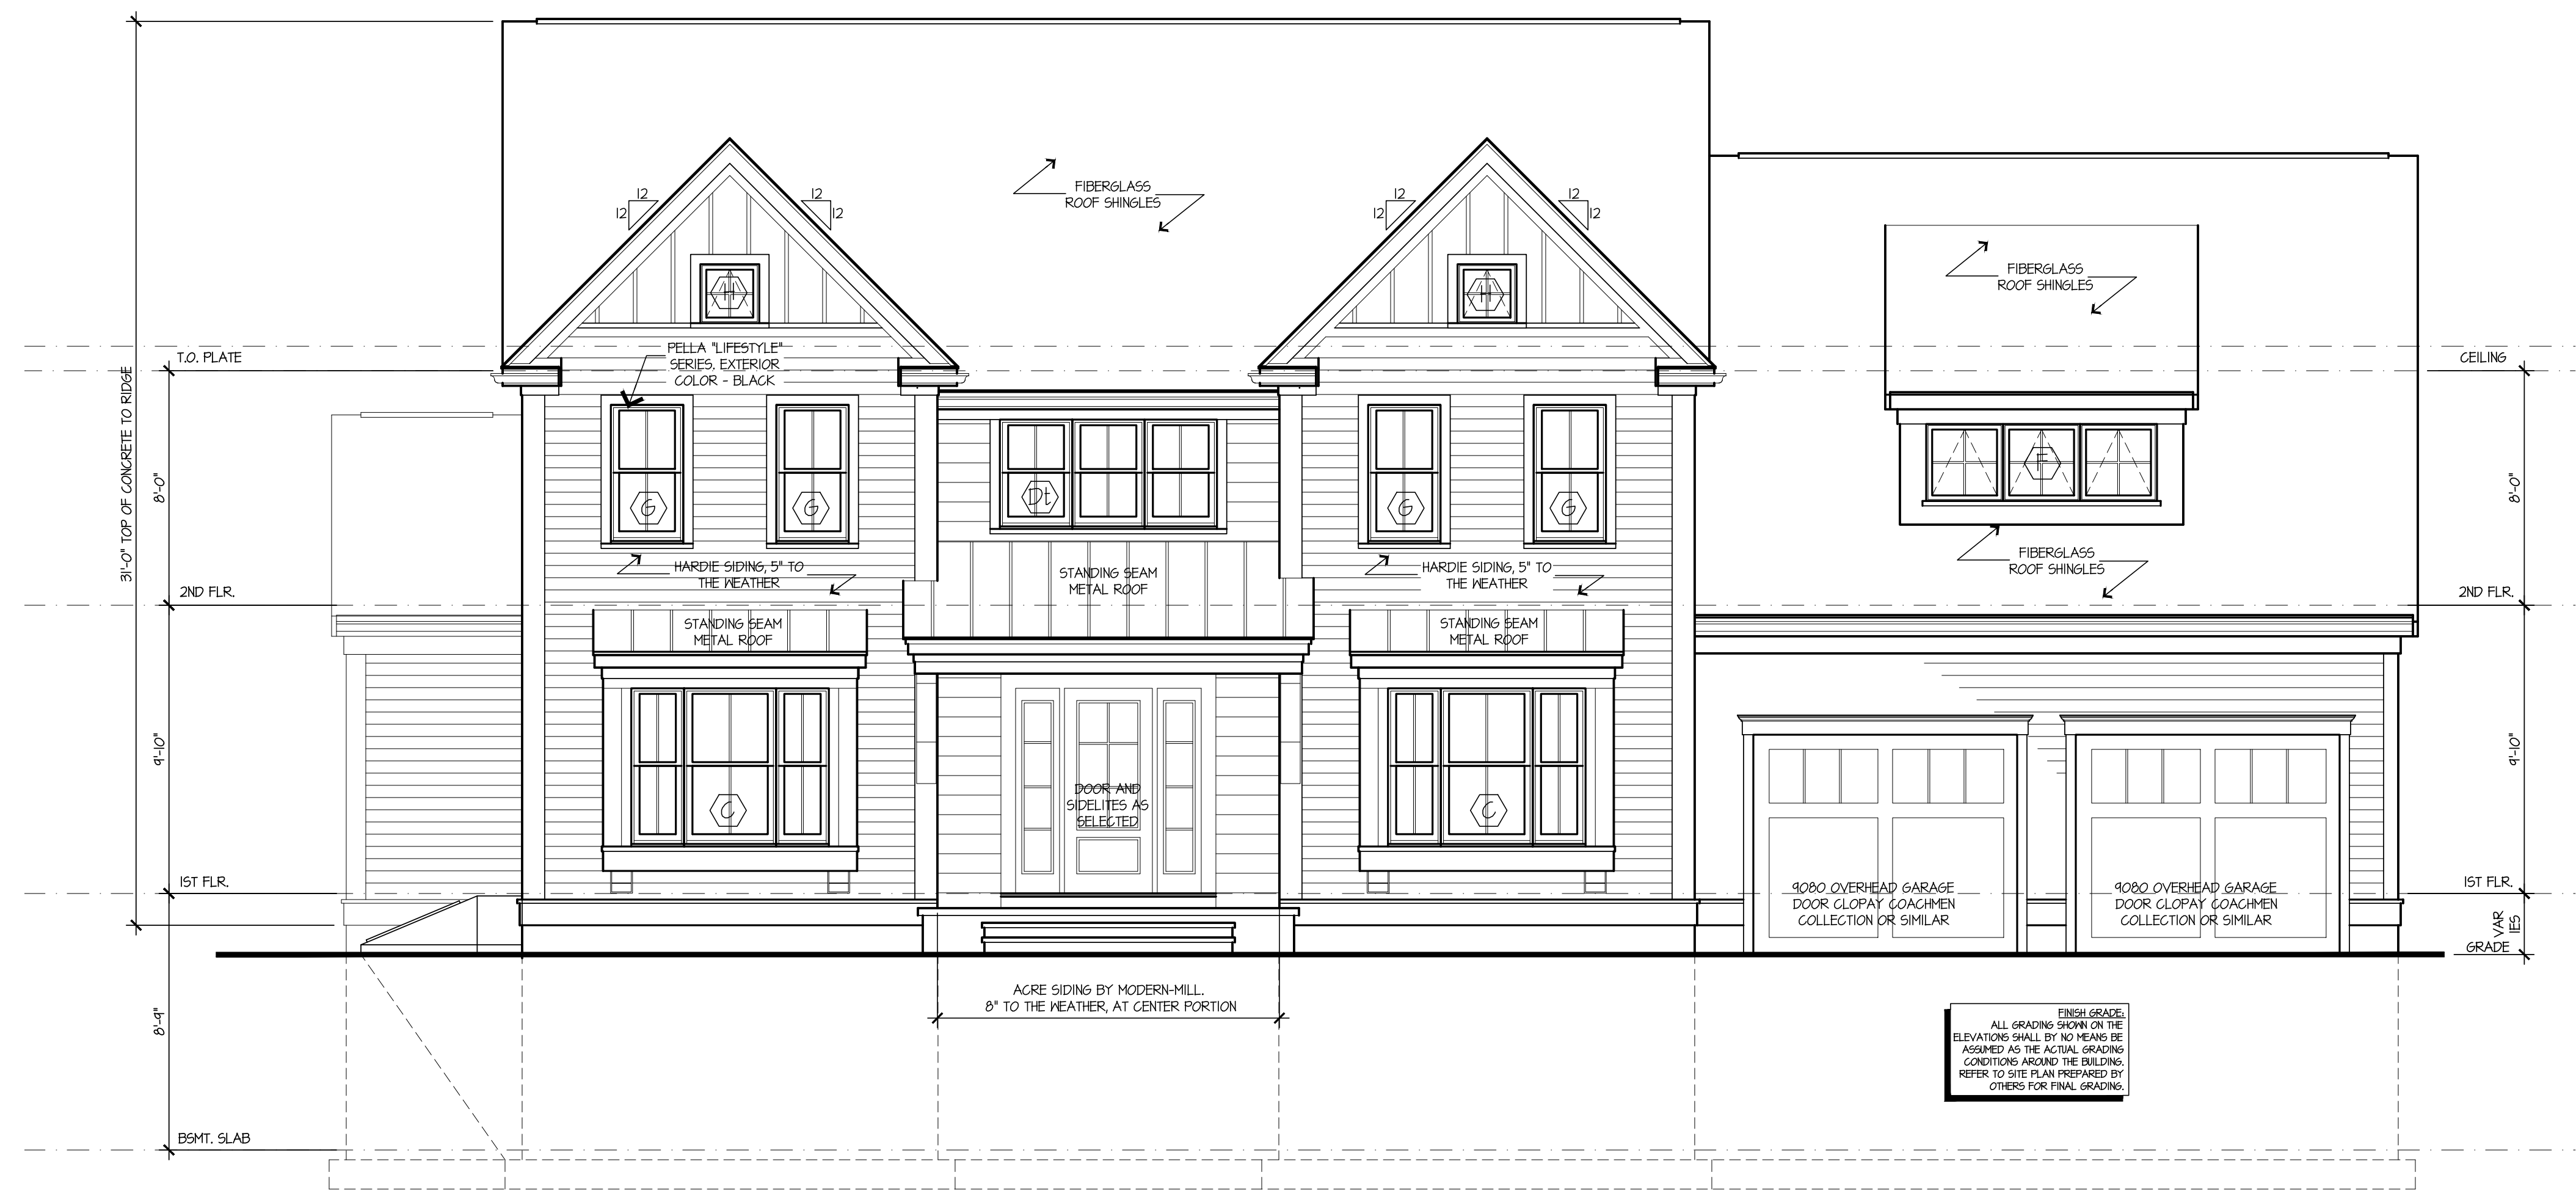 12
12
12
12
FIBERGLASS
ROOF SHINGLES
12
12
12
12
FIBERGLASS
ROOF SHINGLES
H
H
T.O. PLATE
PELLA "LIFESTYLE"
SERIES, EXTERIOR
COLOR - BLACK
CEILING
31'-0" TOP OF CONCRETE TO RIDGE
8'-0"
G
G
Dt
G
G
F
8'-0"
FIBERGLASS
ROOF SHINGLES
HARDIE SIDING, 5" TO
THE WEATHER
STANDING SEAM
METAL ROOF
HARDIE SIDING, 5" TO
THE WEATHER
2ND FLR.
2ND FLR.
STANDING SEAM
METAL ROOF
STANDING SEAM
METAL ROOF
9'-10"
C
DOOR AND
SIDELITES AS
SELECTED
C
9'-10"
1ST FLR.
9080 OVERHEAD GARAGE
DOOR CLOPAY COACHMEN
COLLECTION OR SIMILAR
9080 OVERHEAD GARAGE
DOOR CLOPAY COACHMEN
COLLECTION OR SIMILAR
1ST FLR.
VAR
IES
GRADE
8'-9"
ACRE SIDING BY MODERN-MILL.
8" TO THE WEATHER, AT CENTER PORTION
FINISH GRADE:
ALL GRADING SHOWN ON THE
ELEVATIONS SHALL BY NO MEANS BE
ASSUMED AS THE ACTUAL GRADING
CONDITIONS AROUND THE BUILDING.
REFER TO SITE PLAN PREPARED BY
OTHERS FOR FINAL GRADING.
BSMT. SLAB